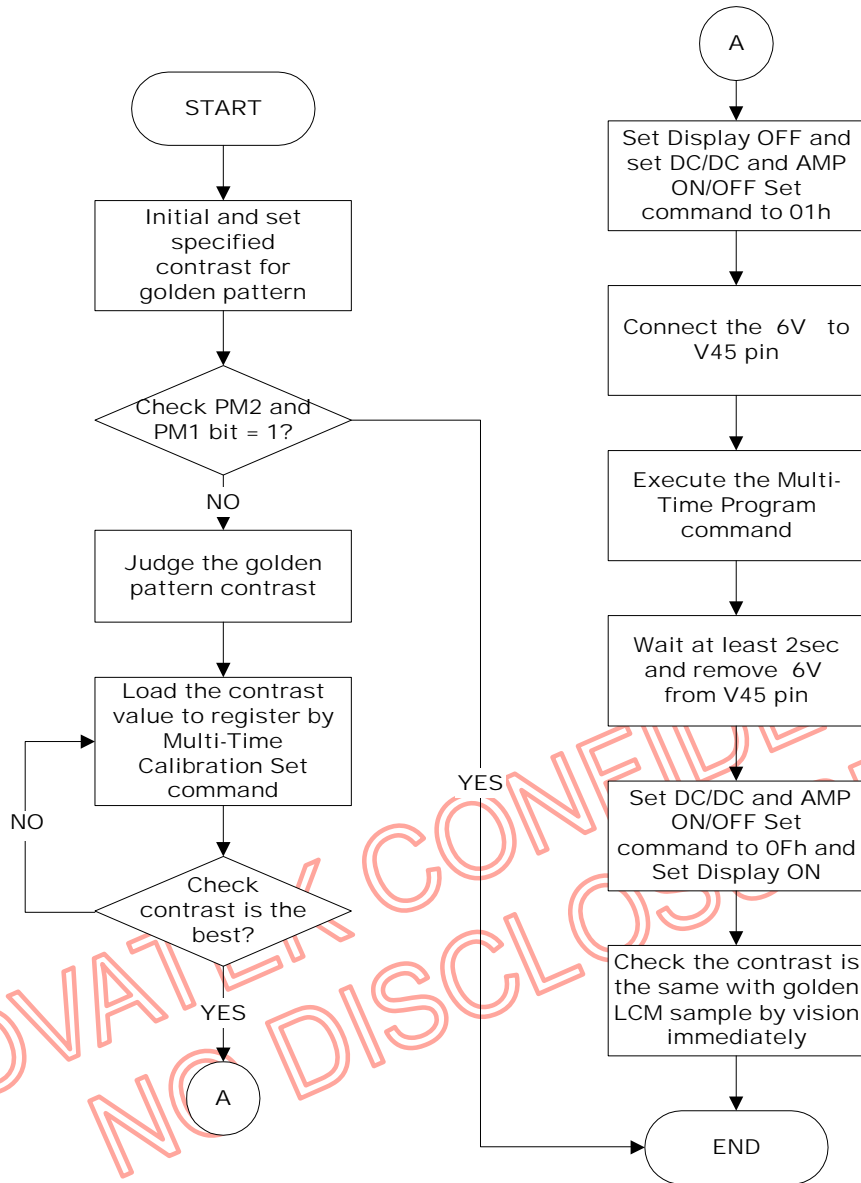 START
Initial and set
specified
contrast for
golden pattern
Check PM2 and
PM1 bit = 1?
NO
YES
Judge the golden
pattern contrast
Load the contrast
value to register by
Multi-Time
Calibration Set
command
NO
Check
contrast is the
best?
YES
A
A
Set Display OFF and
set DC/DC and AMP
ON/OFF Set
command to 01h
Connect the 6V to
V45 pin
Execute the Multi-
Time Program
command
Wait at least 2sec
and remove 6V
from V45 pin
Set DC/DC and AMP
ON/OFF Set
command to 0Fh and
Set Display ON
Check the contrast is
the same with golden
LCM sample by vision
immediately
END